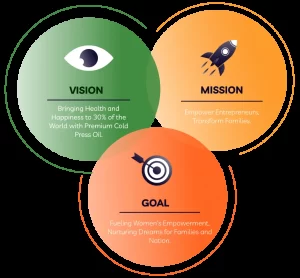 VISION
Bringing Health and
Happiness to 30% of the
World with Premium Cold
Press Oil.
MISSION
Empower Entrepreneurs,
Transform Families.
GOAL
Fueling Women's Empowerment,
Nurturing Dreams for Families and
Nation.